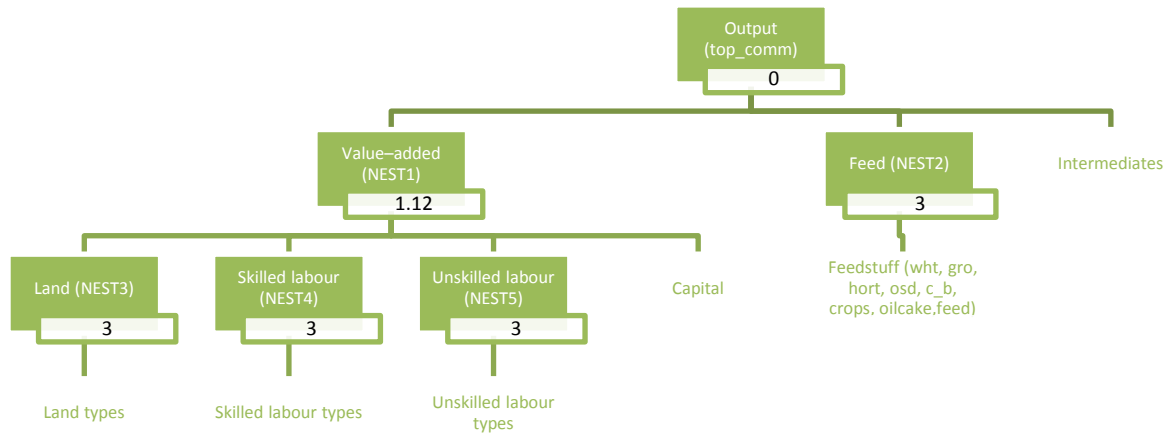 Output
(top_comm)
0
Value–added
(NEST1)
1.12
Feed (NEST2)
3
Intermediates
Land (NEST3)
3
Skilled labour
(NEST4)
3
Unskilled labour
(NEST5)
3
Capital
Feedstuff (wht, gro,
hort, osd, c_b,
crops, oilcake,feed)
Land types
Skilled labour types
Unskilled labour
types